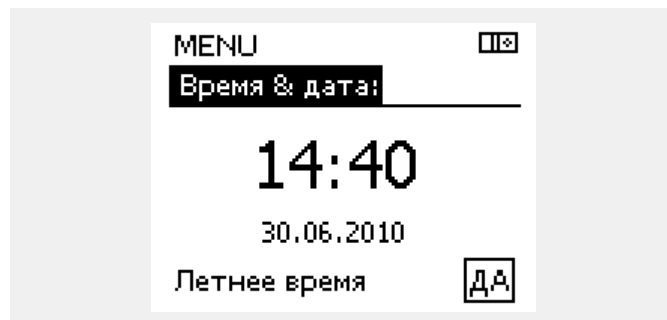 MENU
Время & дата:
14:40
30.06.2010
Летнее время ДА